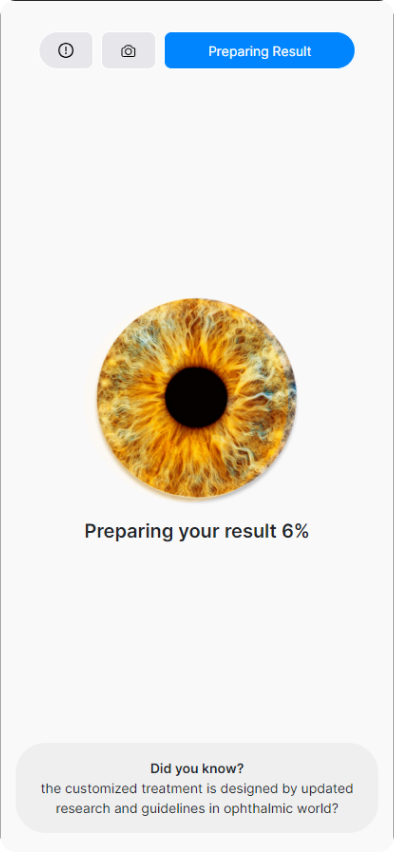 Preparing Result
Preparing your result 6%
Did you know?
the customized treatment is designed by updated
research and guidelines in ophthalmic world?